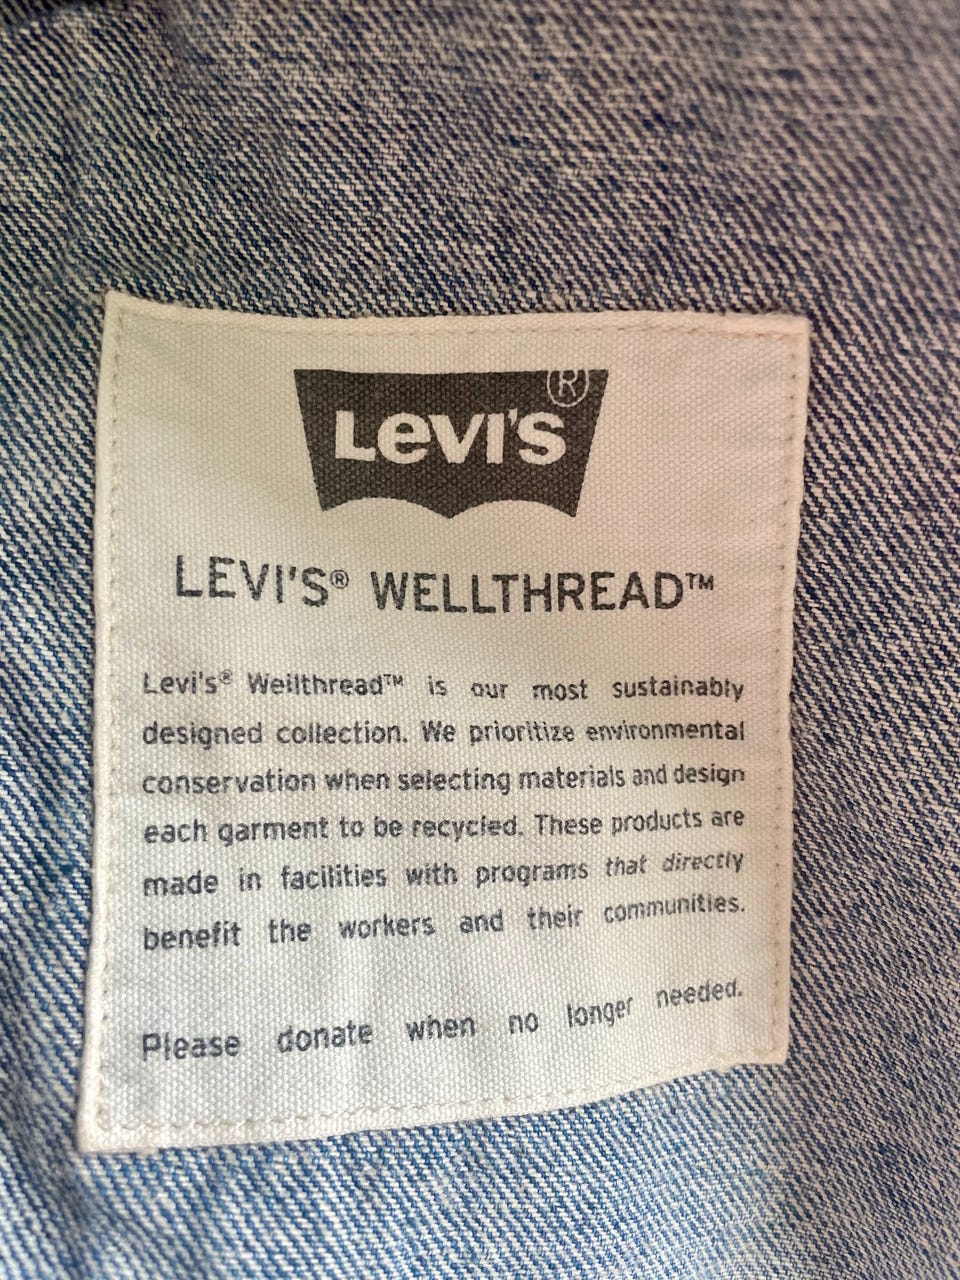 Levi's®
LEVI'S® WELLTHREAD™
Levi's® Wellthread™ is our most sustainably
designed collection. We prioritize environmental
conservation when selecting materials and design
each garment to be recycled. These products are
made in facilities with programs that directly
benefit the workers and their communities.
Please donate when no longer needed.